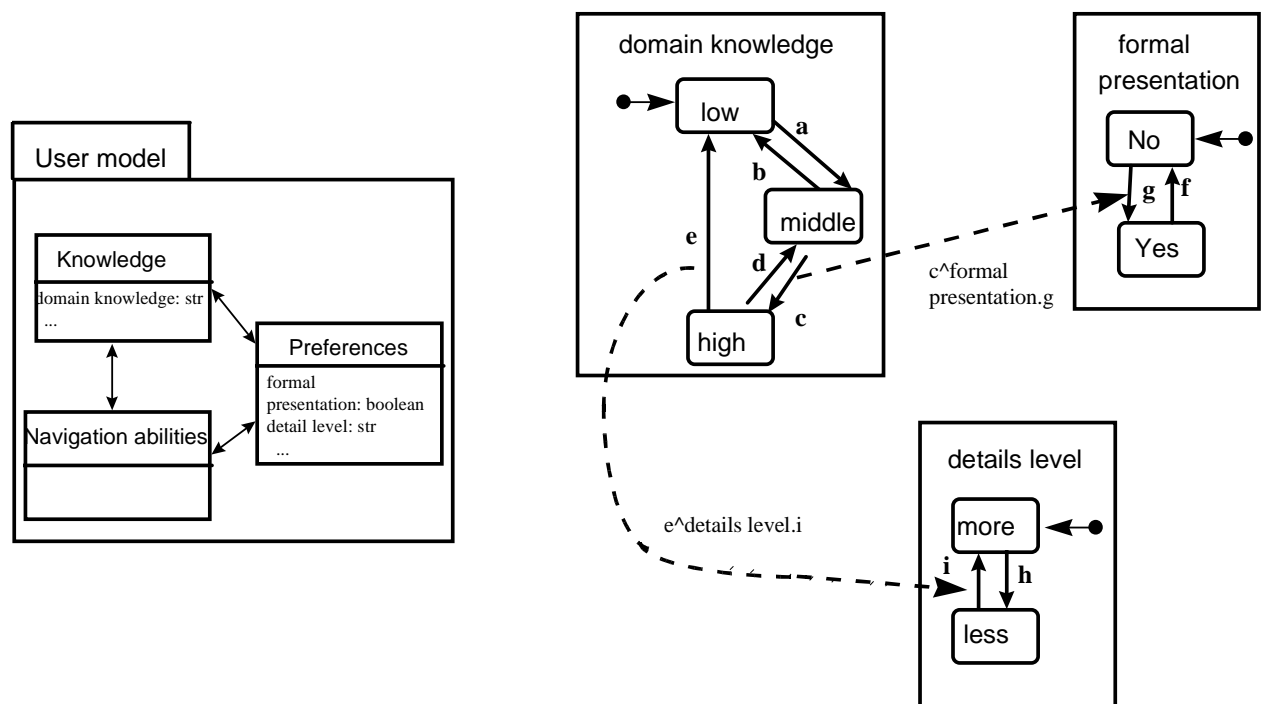 User model
Knowledge
domain knowledge: str
...
Preferences
formal
presentation: boolean
detail level: str
...
Navigation abilities
domain knowledge
low
a
b
middle
e
d
c
high
c^formal
presentation.g
formal
presentation
No
g
f
Yes
e^details level.i
details level
more
i
h
less